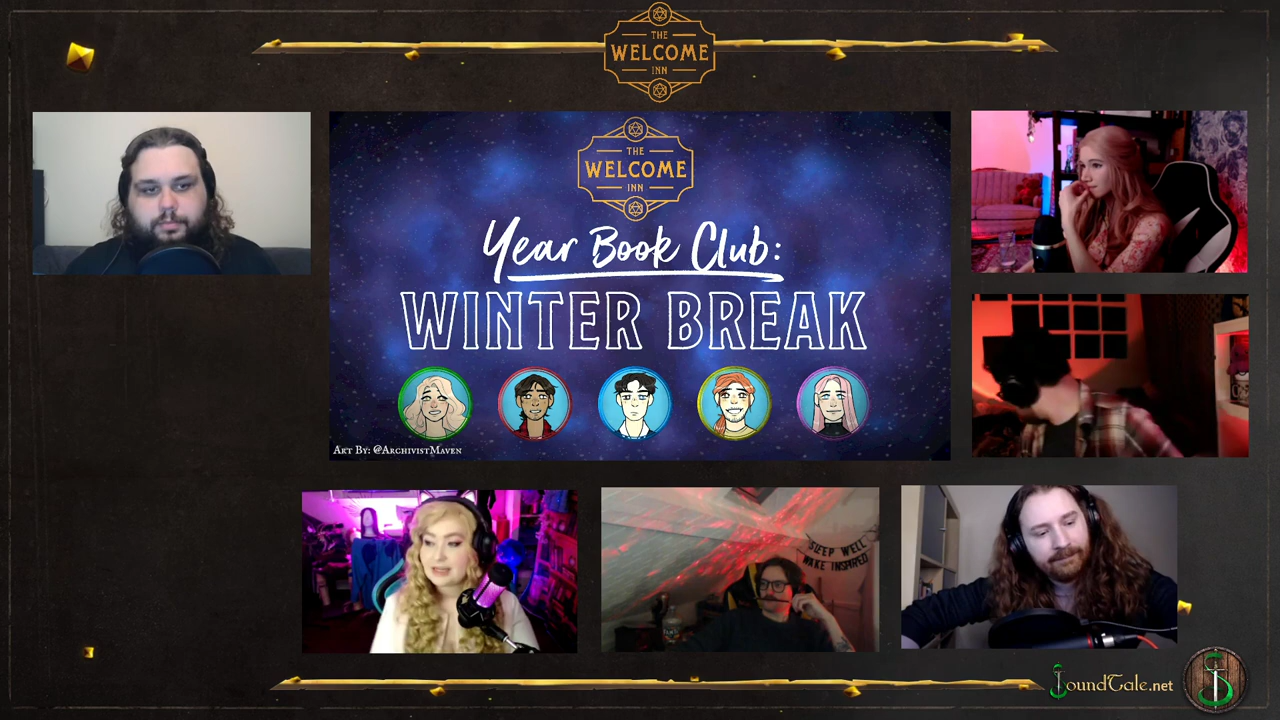 THE
WELCOME
INN
THE
WELCOME
INN
Year Book Club:
WINTER BREAK
ART BY: @ARCHIVISTMAVEN
SLEEP WELL
WAKE INSPIRED
SoundTale.net